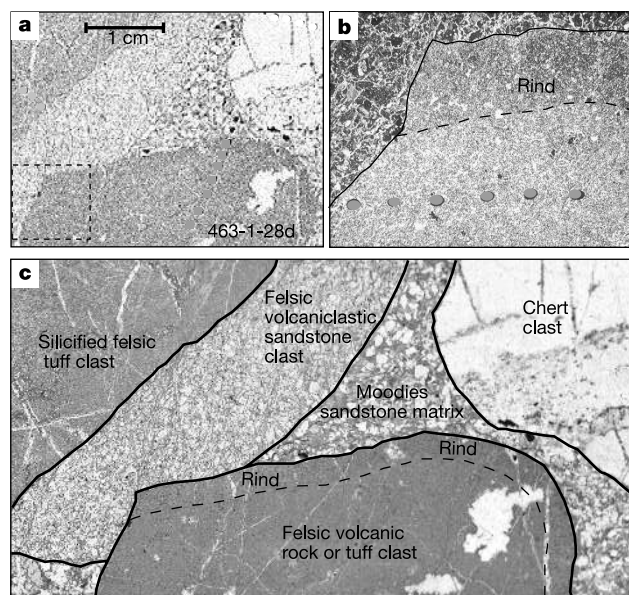 a
1 cm
463-1-28d
b
Rind
c
Silicified felsic
tuff clast
Felsic
volcaniclastic
sandstone
clast
Moodies
sandstone matrix
Chert
clast
Rind
Rind
Felsic volcanic
rock or tuff clast